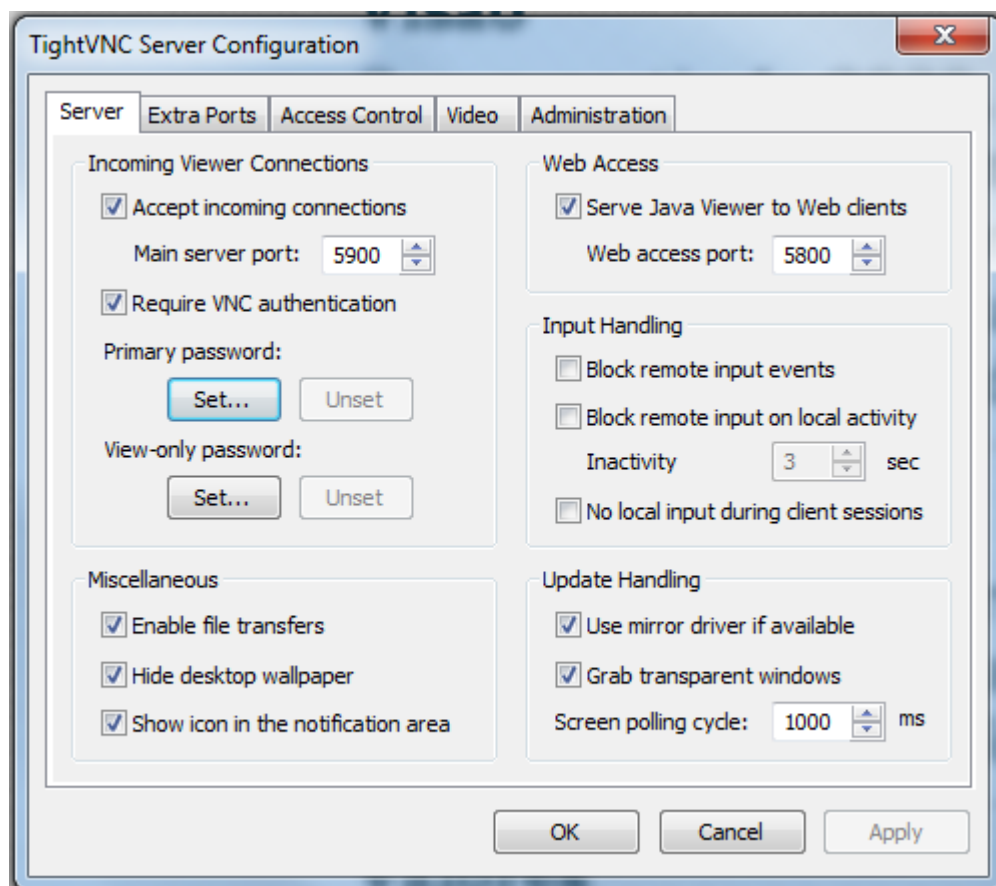 TightVNC Server Configuration
Server Extra Ports Access Control Video Administration
Incoming Viewer Connections
Accept incoming connections
Main server port: 5900
Require VNC authentication
Primary password:
Set... Unset
View-only password:
Set... Unset
Miscellaneous
Enable file transfers
Hide desktop wallpaper
Show icon in the notification area
Web Access
Serve Java Viewer to Web clients
Web access port: 5800
Input Handling
Block remote input events
Block remote input on local activity
Inactivity 3 sec
No local input during client sessions
Update Handling
Use mirror driver if available
Grab transparent windows
Screen polling cycle: 1000 ms
OK Cancel Apply